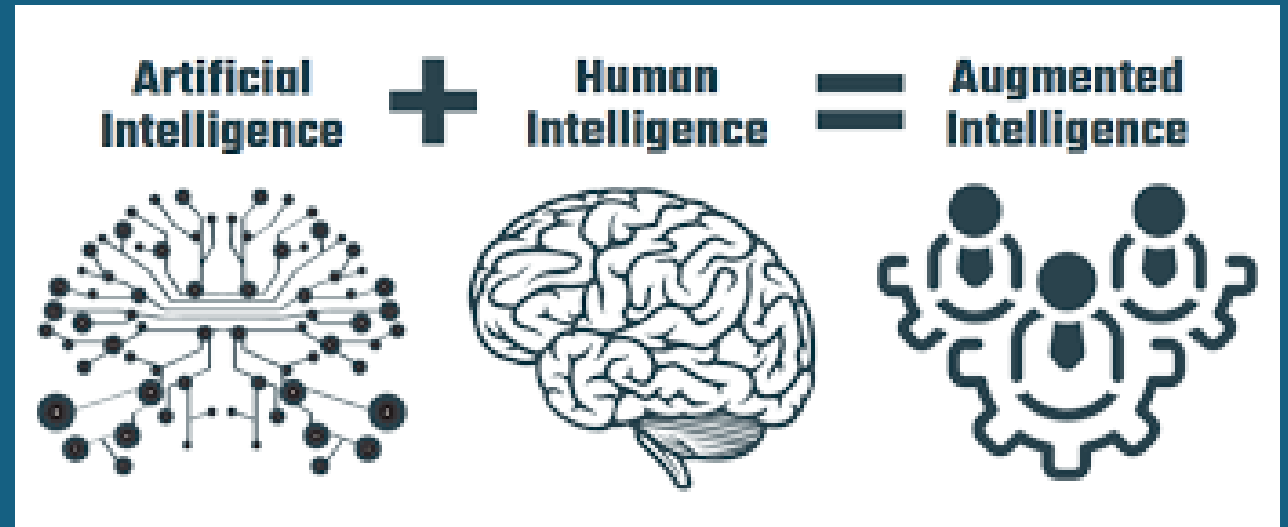 Artificial
Intelligence
+
Human
Intelligence
=
Augmented
Intelligence